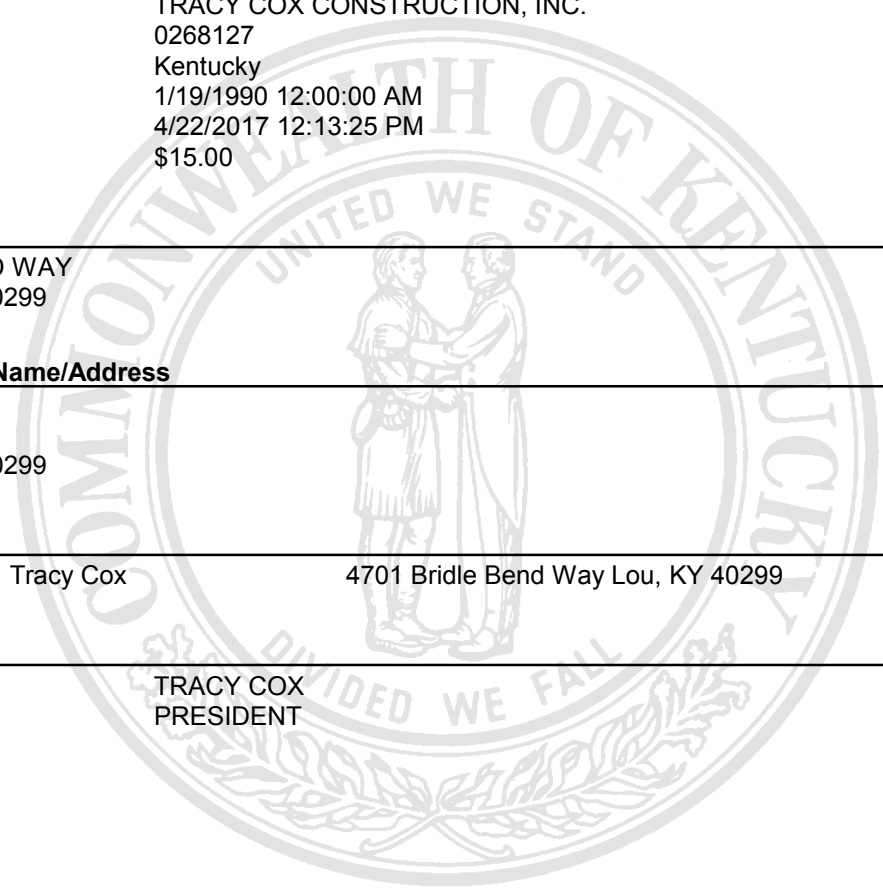 TRACY COX CONSTRUCTION, INC.
0268127
Kentucky
1/19/1990 12:00:00 AM
4/22/2017 12:13:25 PM
$15.00
COMMONWEALTH OF KENTUCKY
UNITED WE STAND
WAY
0299
Name/Address
0299
Tracy Cox 4701 Bridle Bend Way Lou, KY 40299
DIVIDED WE FALL
TRACY COX
PRESIDENT